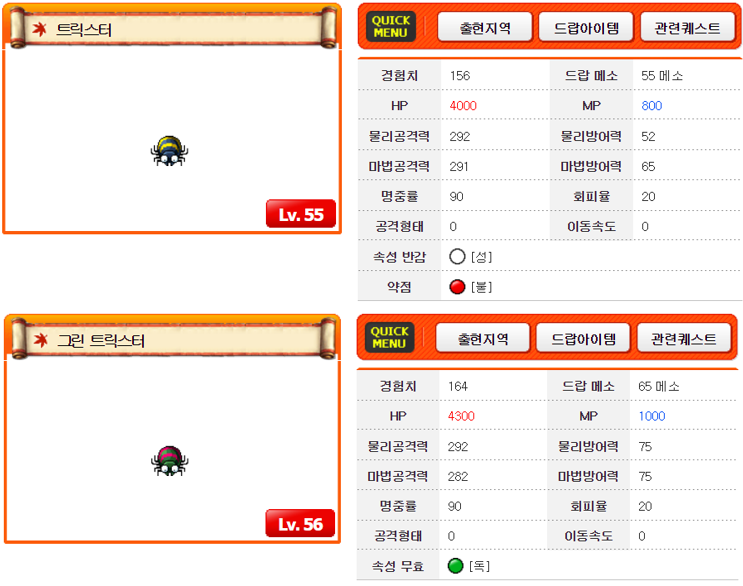 트릭스터
Lv. 55
QUICK MENU 출현지역 드랍아이템 관련퀘스트
경험치 156 드랍 메소 55 메소
HP 4000 MP 800
물리공격력 292 물리방어력 52
마법공격력 291 마법방어력 65
명중률 90 회피율 20
공격형태 0 이동속도 0
속성 반감 [성]
약점 [불]
그린 트릭스터
Lv. 56
QUICK MENU 출현지역 드랍아이템 관련퀘스트
경험치 164 드랍 메소 65 메소
HP 4300 MP 1000
물리공격력 292 물리방어력 75
마법공격력 282 마법방어력 75
명중률 90 회피율 20
공격형태 0 이동속도 0
속성 무효 [독]